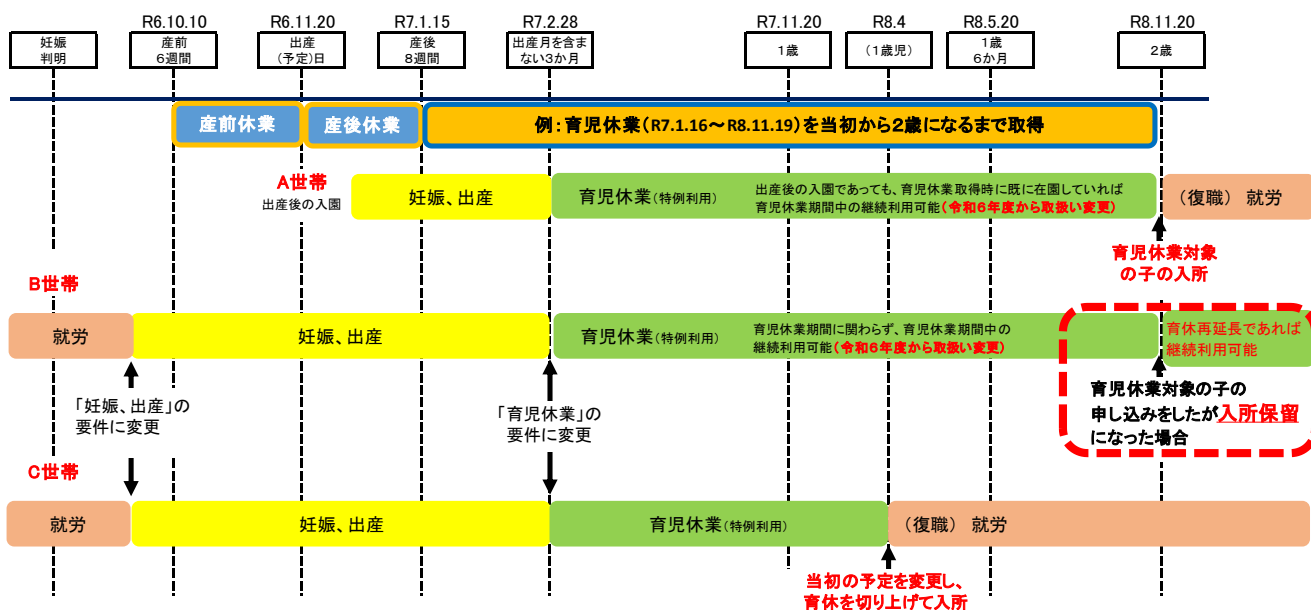 R6.10.10
R6.11.20
R7.1.15
R7.2.28
R7.11.20
R8.4
R8.5.20
R8.11.20
妊娠
判明
産前
6週間
出産
(予定)日
産後
8週間
出産月を含ま
ない3か月
1歳
(1歳児)
1歳
6か月
2歳
産前休業
産後休業
例:育児休業(R7.1.16~R8.11.19)を当初から2歳になるまで取得
A世帯
出産後の入園
妊娠、出産
育児休業(特例利用)
出産後の入園であっても、育児休業取得時に既に在園していれば
育児休業期間中の継続利用可能(令和6年度から取扱い変更)
(復職) 就労
育児休業対象
の子の入所
B世帯
就労
妊娠、出産
育児休業(特例利用)
育児休業期間に関わらず、育児休業期間中の
継続利用可能(令和6年度から取扱い変更)
育休再延長であれば
継続利用可能
「妊娠、出産」の
要件に変更
「育児休業」の
要件に変更
育児休業対象の子の
申し込みをしたが入所保留
になった場合
C世帯
就労
妊娠、出産
育児休業(特例利用)
(復職) 就労
当初の予定を変更し、
育休を切り上げて入所